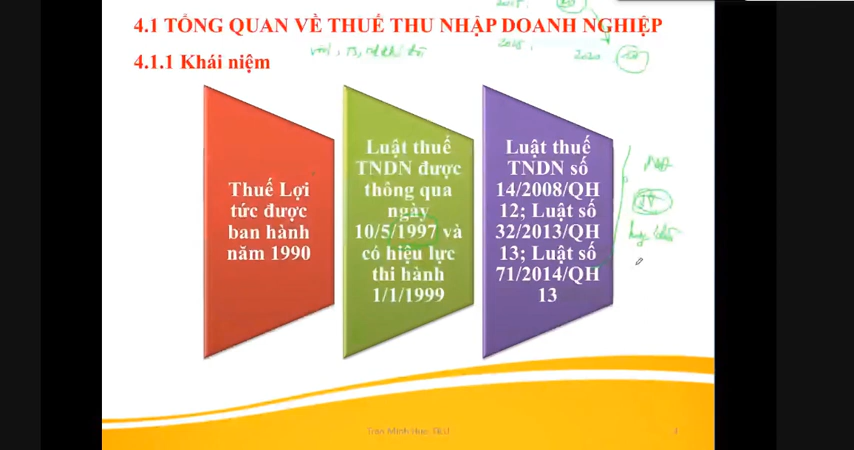 4.1 TỔNG QUAN VỀ THUẾ THU NHẬP DOANH NGHIỆP
4.1.1 Khái niệm
2020
Thuế Lợi
tức được
ban hành
năm 1990
Luật thuế
TNDN được
thông qua
ngày
10/5/1997 và
có hiệu lực
thi hành
1/1/1999
Luật thuế
TNDN số
14/2008/QH
12; Luật số
32/2013/QH
13; Luật số
71/2014/QH
13